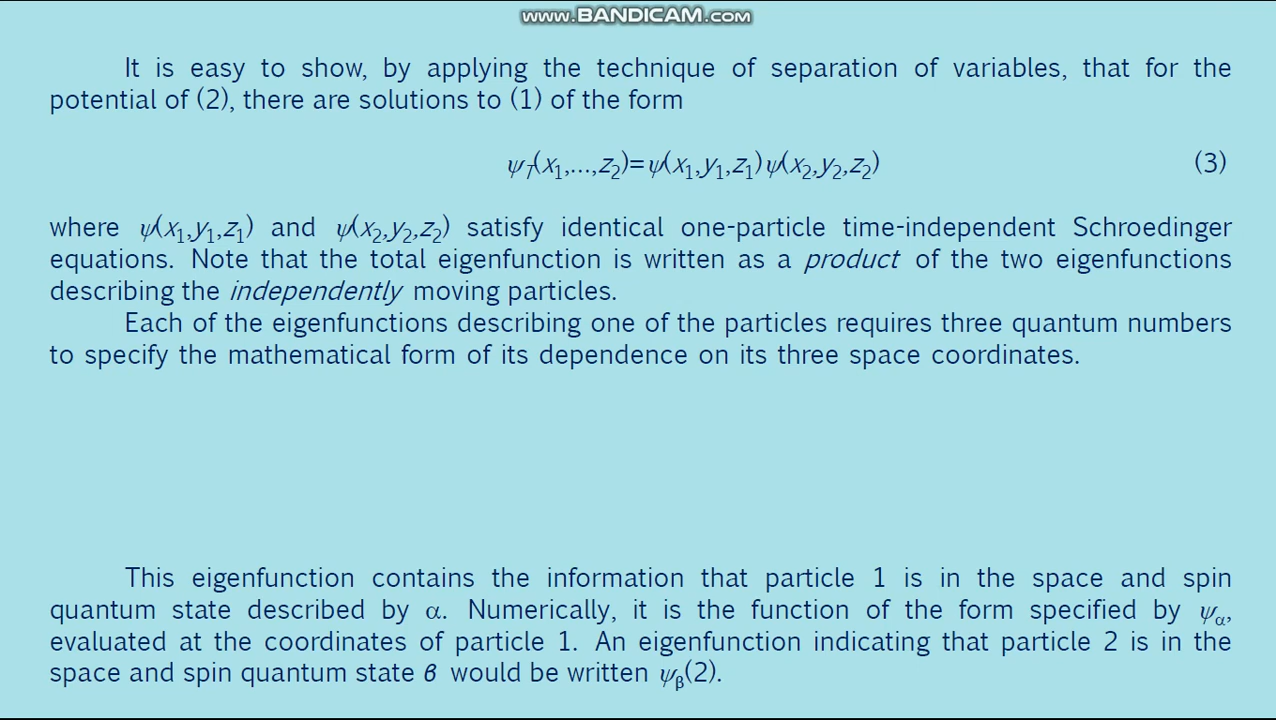 www.BANDICAM.com
It is easy to show, by applying the technique of separation of variables, that for the
potential of (2), there are solutions to (1) of the form
ψT(x1,...,z2)=ψ(x1,y1,z1)ψ(x2,y2,z2) (3)
where ψ(x1,y1,z1) and ψ(x2,y2,z2) satisfy identical one-particle time-independent Schroedinger
equations. Note that the total eigenfunction is written as a product of the two eigenfunctions
describing the independently moving particles.
Each of the eigenfunctions describing one of the particles requires three quantum numbers
to specify the mathematical form of its dependence on its three space coordinates.
This eigenfunction contains the information that particle 1 is in the space and spin
quantum state described by α. Numerically, it is the function of the form specified by ψα,
evaluated at the coordinates of particle 1. An eigenfunction indicating that particle 2 is in the
space and spin quantum state β would be written ψβ(2).